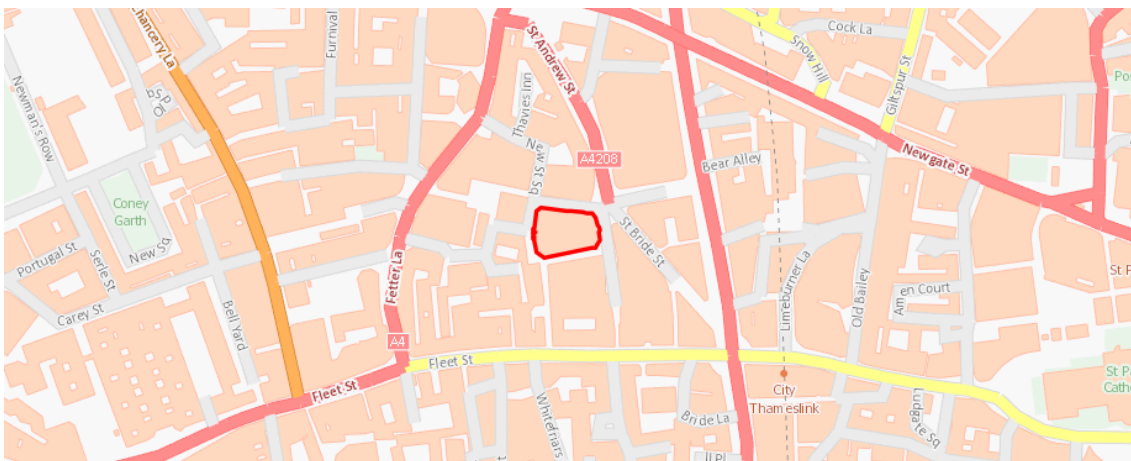 Chancery La
Furnival
St Andrew St
Cock La
Snow Hill
Giltspur St
Newman's Row
Thavies Inn
New St Sq
A4208
Bear Alley
Newgate St
Coney
Garth
New Sq
Portugal St
Serle St
Carey St
Bell Yard
Fetter La
St Bride St
Limeburner La
Old Bailey
Amen Court
St P
A4
Fleet St
Fleet St
City
Thameslink
St Pa
Cathe
Whitefriars
Bride La
Ludgate Sq